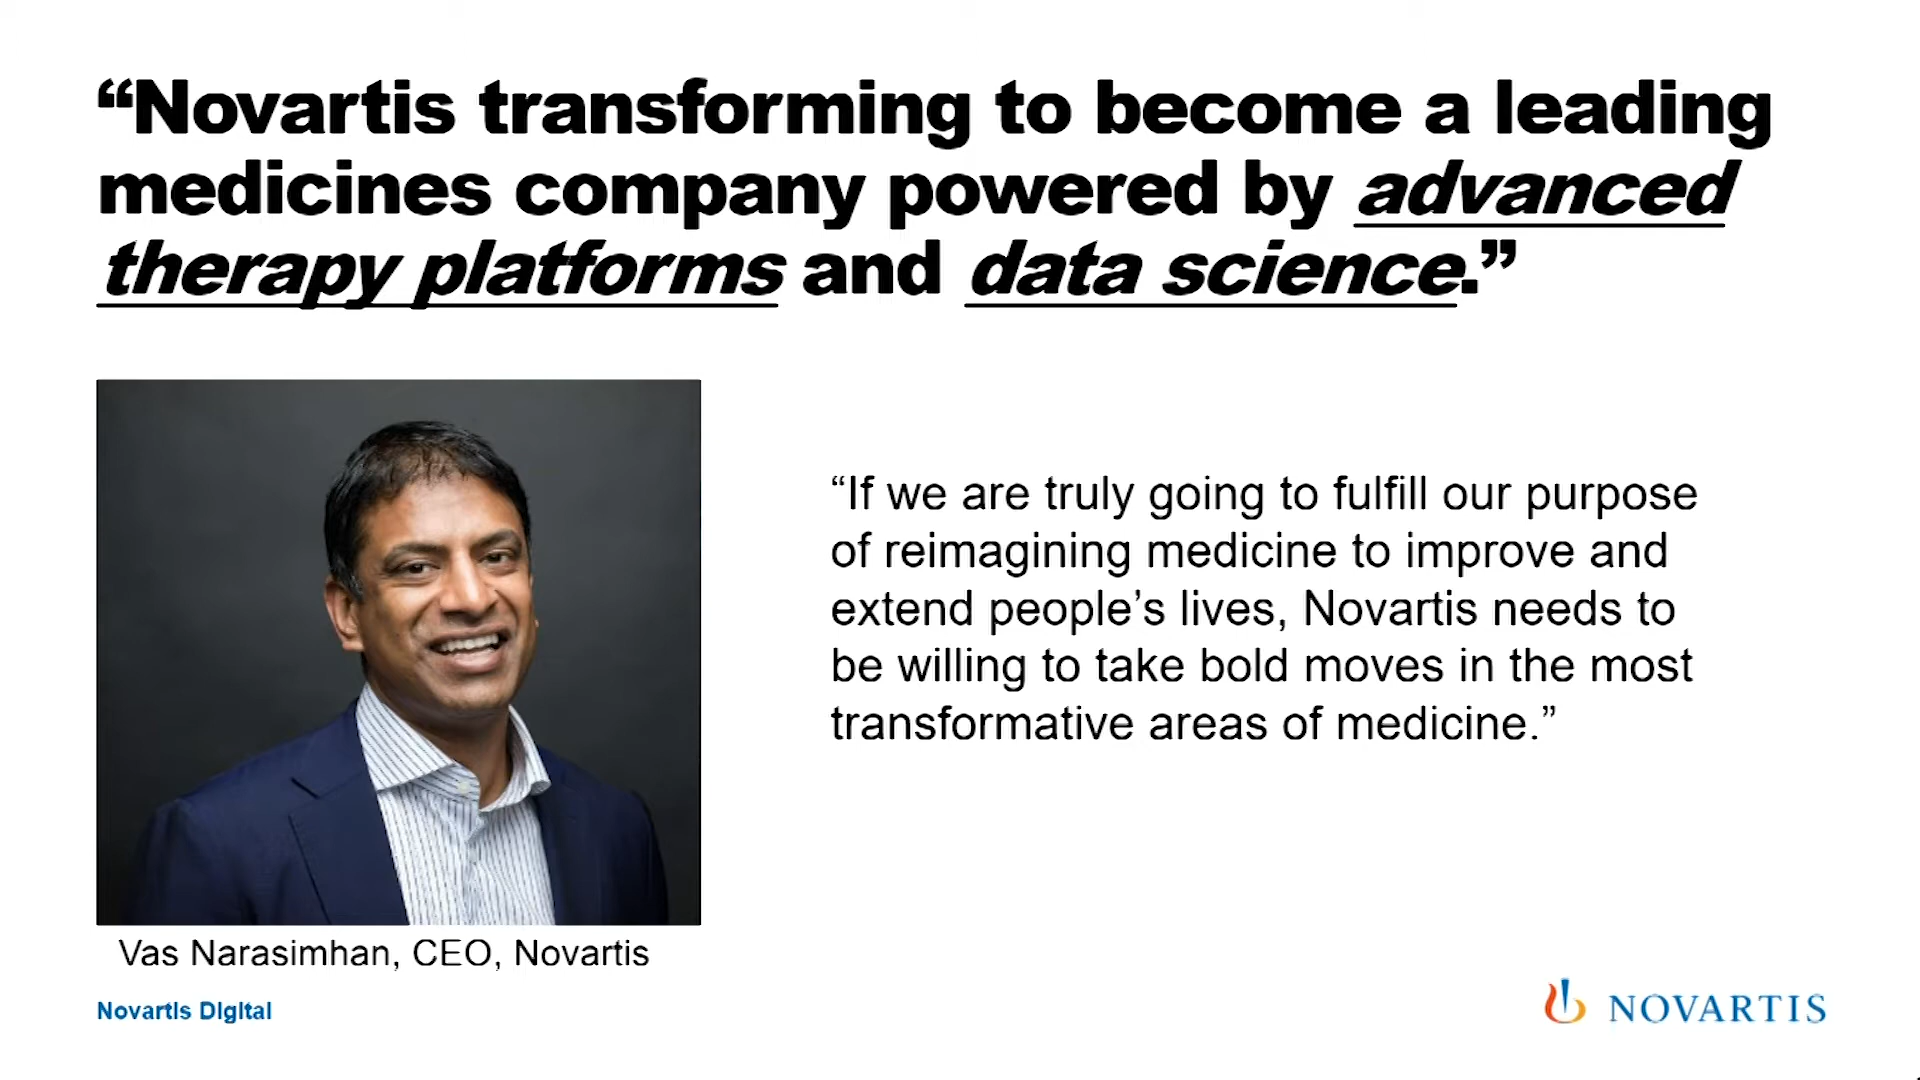 “Novartis transforming to become a leading
medicines company powered by advanced
therapy platforms and data science.”
“If we are truly going to fulfill our purpose
of reimagining medicine to improve and
extend people’s lives, Novartis needs to
be willing to take bold moves in the most
transformative areas of medicine.”
Vas Narasimhan, CEO, Novartis
Novartis Digital
NOVARTIS